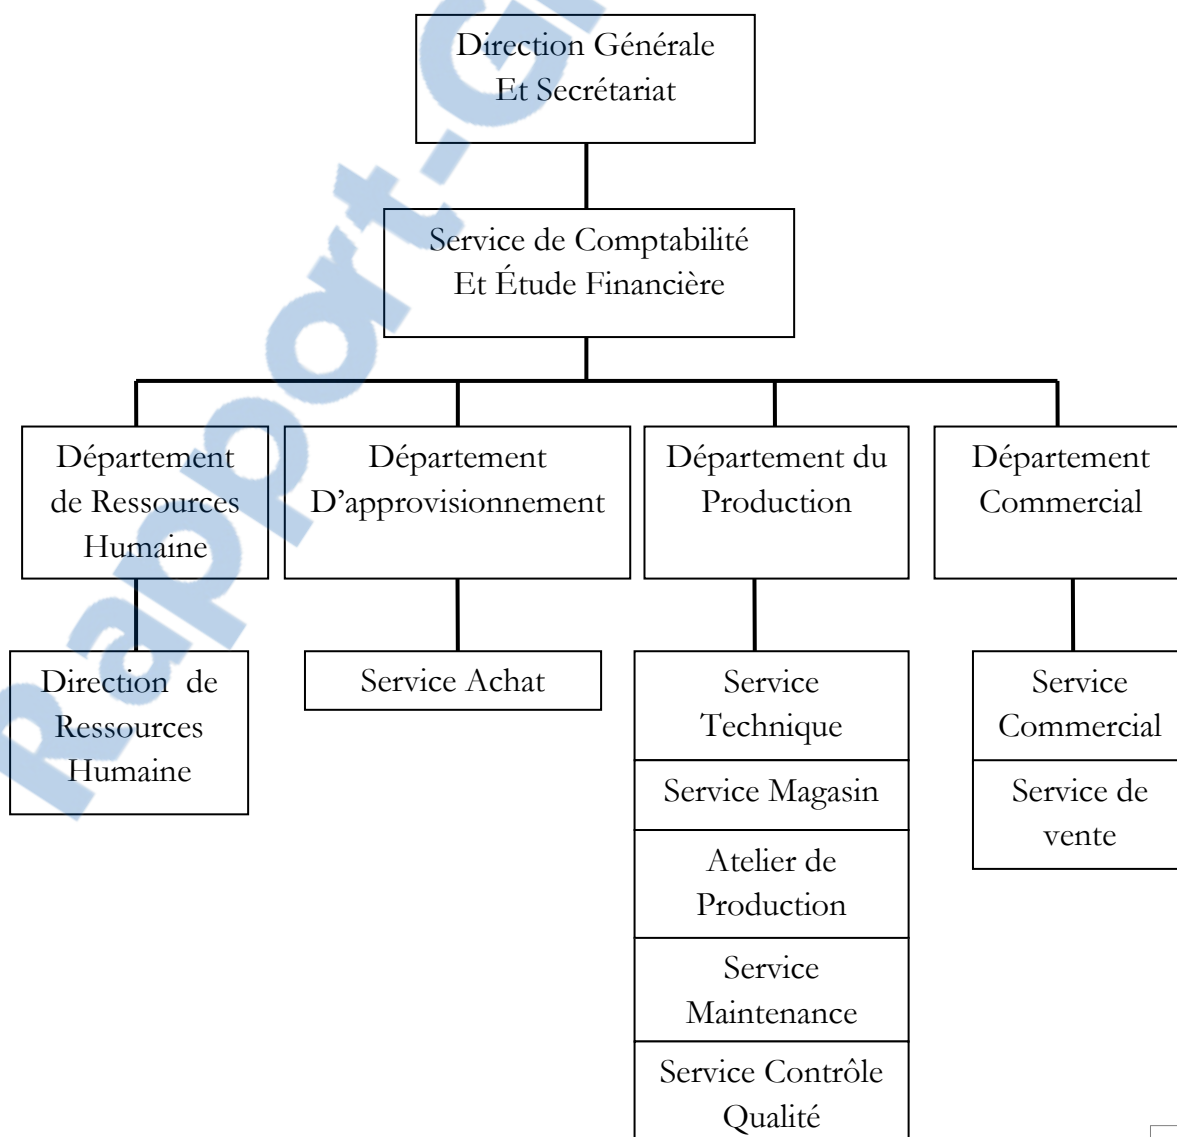 Direction Générale
Et Secrétariat
Service de Comptabilité
Et Étude Financière
Département
de Ressources
Humaine
Département
D’approvisionnement
Département du
Production
Département
Commercial
Direction  de
Ressources
Humaine
Service Achat
Service
Technique
Service Magasin
Atelier de
Production
Service
Maintenance
Service Contrôle
Qualité
Service
Commercial
Service de
vente
Rapport-